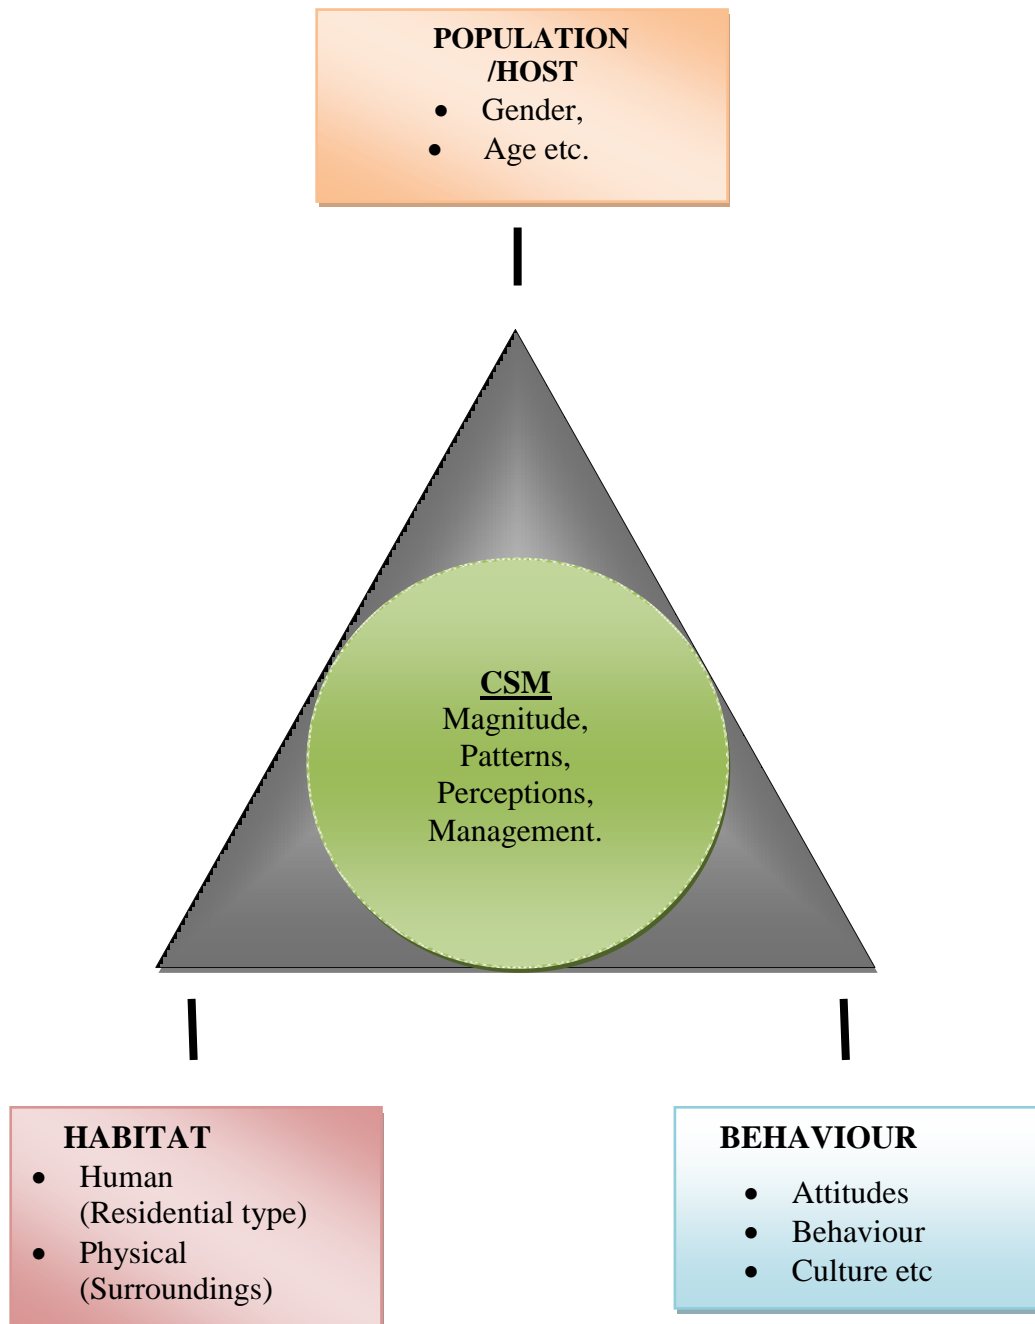 POPULATION
/HOST
• Gender,
• Age etc.
CSM
Magnitude,
Patterns,
Perceptions,
Management.
HABITAT
• Human
(Residential type)
• Physical
(Surroundings)
BEHAVIOUR
• Attitudes
• Behaviour
• Culture etc